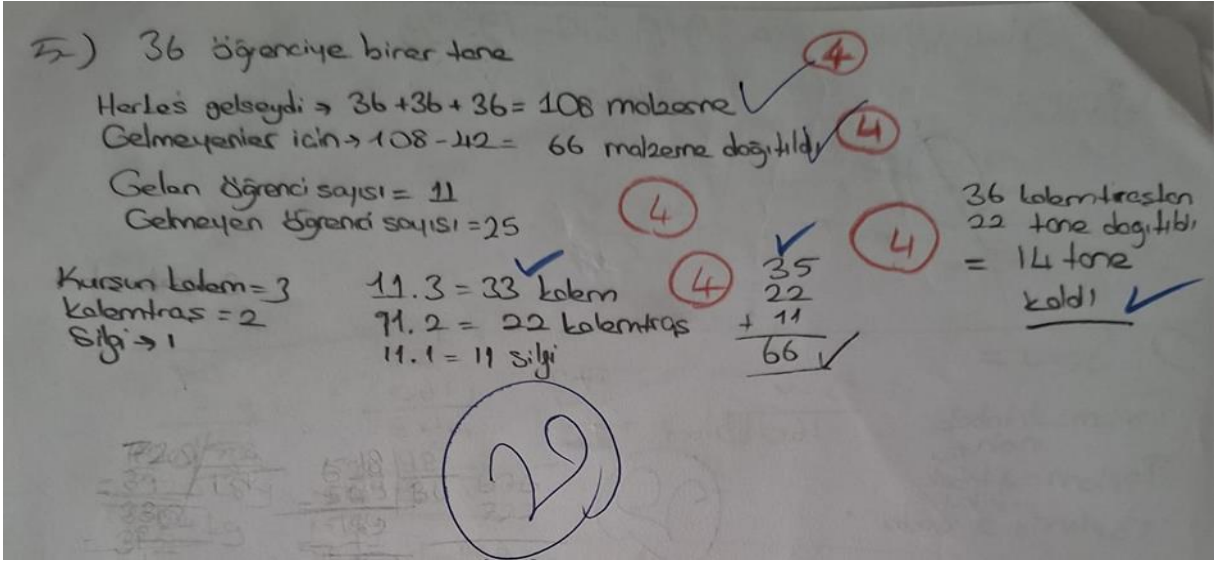 5) 36 öğrenciye birer tane
4
Herkes gelseydi → 36 + 36 + 36 = 108 malzeme
Gelmeyenler için → 108 - 42 = 66 malzeme dağıtıldı
4
Gelen öğrenci sayısı = 11
Gelmeyen öğrenci sayısı = 25
4
Kurşun kalem = 3
Kalemtraş = 2
Silgi → 1
11.3 = 33 kalem
11.2 = 22 kalemtraş
11.1 = 11 silgi
4
35
22
+ 11
66
4
36 kalemtıraştan
22 tane dağıtıldı
= 14 tane
kaldı
20